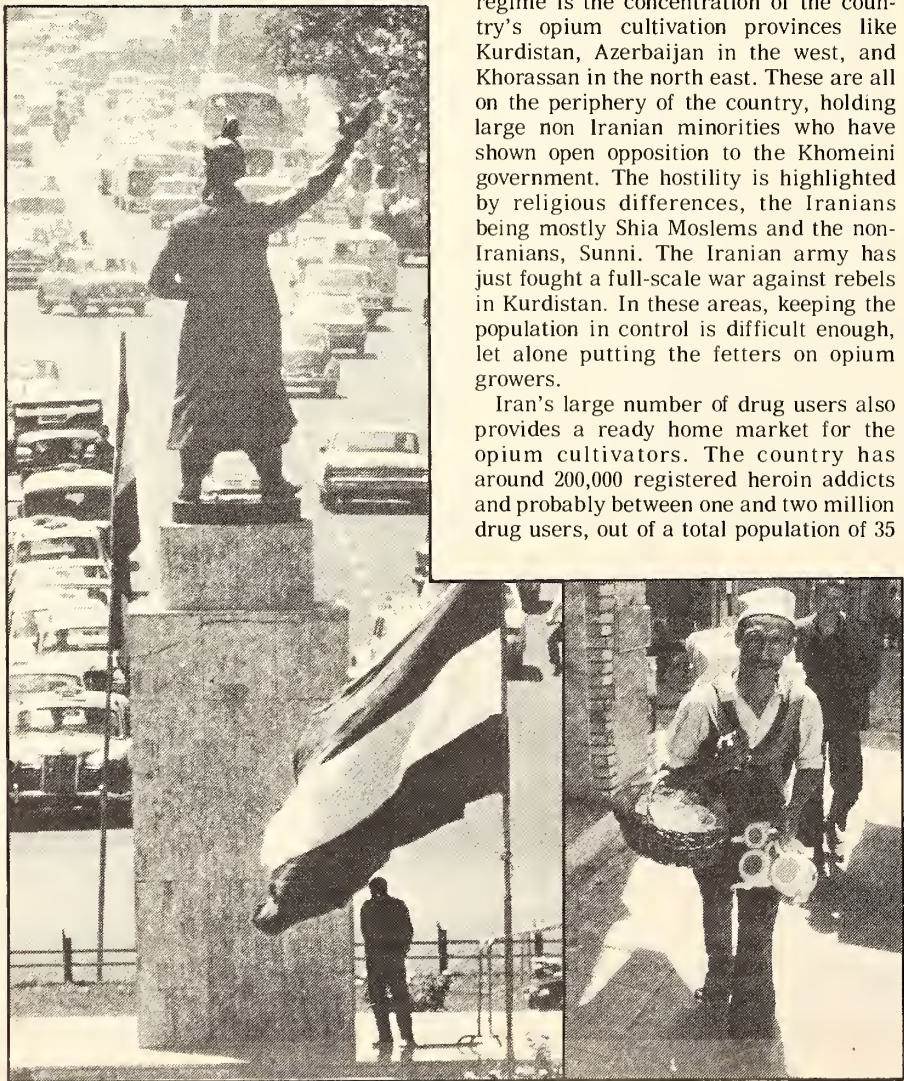 regime is the concentration of the coun-
try's opium cultivation provinces like
Kurdistan, Azerbaijan in the west, and
Khorassan in the north east. These are all
on the periphery of the country, holding
large non Iranian minorities who have
shown open opposition to the Khomeini
government. The hostility is highlighted
by religious differences, the Iranians
being mostly Shia Moslems and the non-
Iranians, Sunni. The Iranian army has
just fought a full-scale war against rebels
in Kurdistan. In these areas, keeping the
population in control is difficult enough,
let alone putting the fetters on opium
growers.
Iran's large number of drug users also
provides a ready home market for the
opium cultivators. The country has
around 200,000 registered heroin addicts
and probably between one and two million
drug users, out of a total population of 35